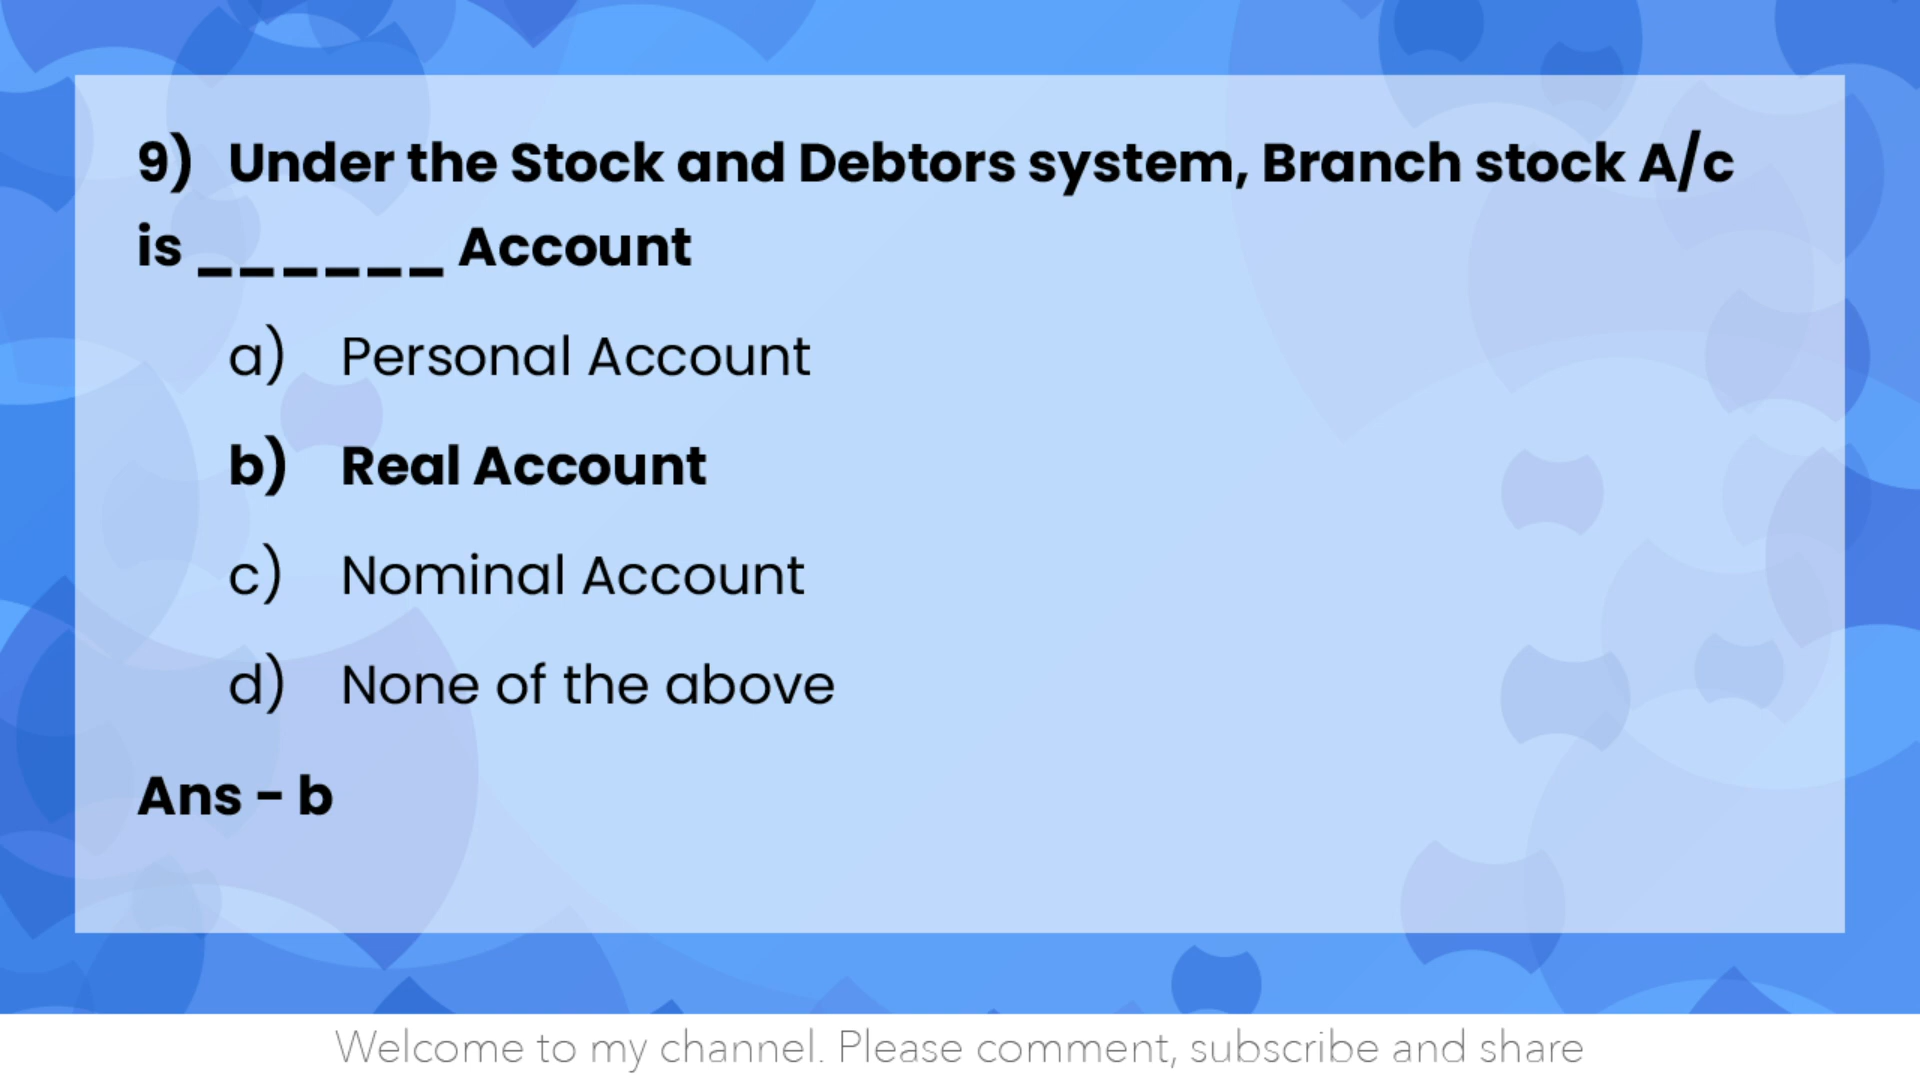 9) Under the Stock and Debtors system, Branch stock A/c
is ______ Account
a) Personal Account
b) Real Account
c) Nominal Account
d) None of the above
Ans - b
Welcome to my channel. Please comment, subscribe and share